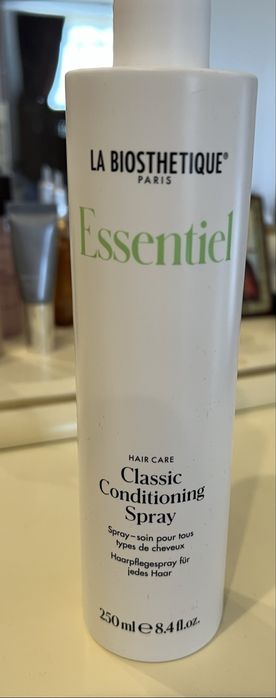 LA BIOSTHETIQUE®
PARIS
Essentiel
HAIR CARE
Classic
Conditioning
Spray
Spray-soin pour tous
types de cheveux
Haarpflegespray für
jedes Haar
250 ml ℮ 8.4 fl.oz.